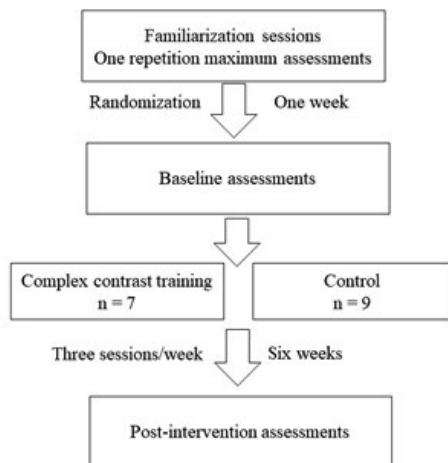 Familiarization sessions
One repetition maximum assessments
Randomization One week
Baseline assessments
Complex contrast training
n = 7
Control
n = 9
Three sessions/week Six weeks
Post-intervention assessments